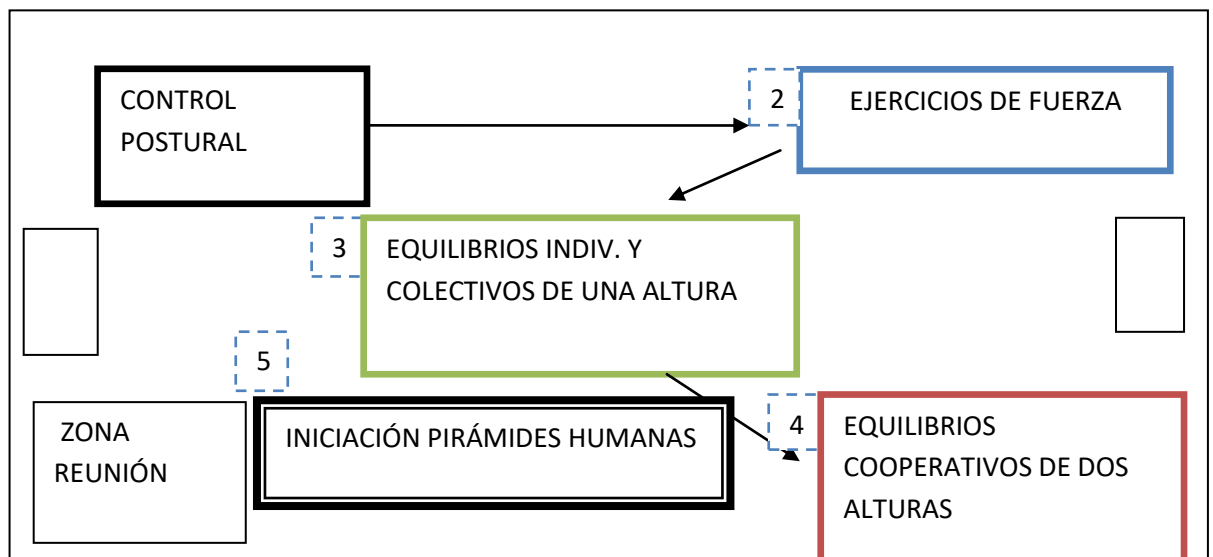 CONTROL
POSTURAL
2
EJERCICIOS DE FUERZA
3
EQUILIBRIOS INDIV. Y
COLECTIVOS DE UNA ALTURA
5
ZONA
REUNIÓN
INICIACIÓN PIRÁMIDES HUMANAS
4
EQUILIBRIOS
COOPERATIVOS DE DOS
ALTURAS